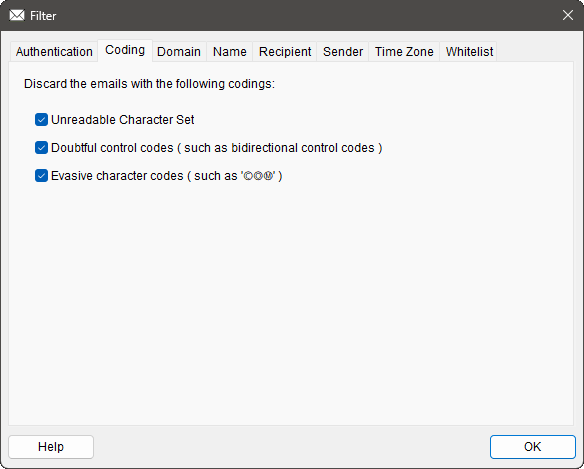 Filter
Authentication Coding Domain Name Recipient Sender Time Zone Whitelist
Discard the emails with the following codings:
Unreadable Character Set
Doubtful control codes ( such as bidirectional control codes )
Evasive character codes ( such as 'ⒸⓄⓂ' )
Help OK